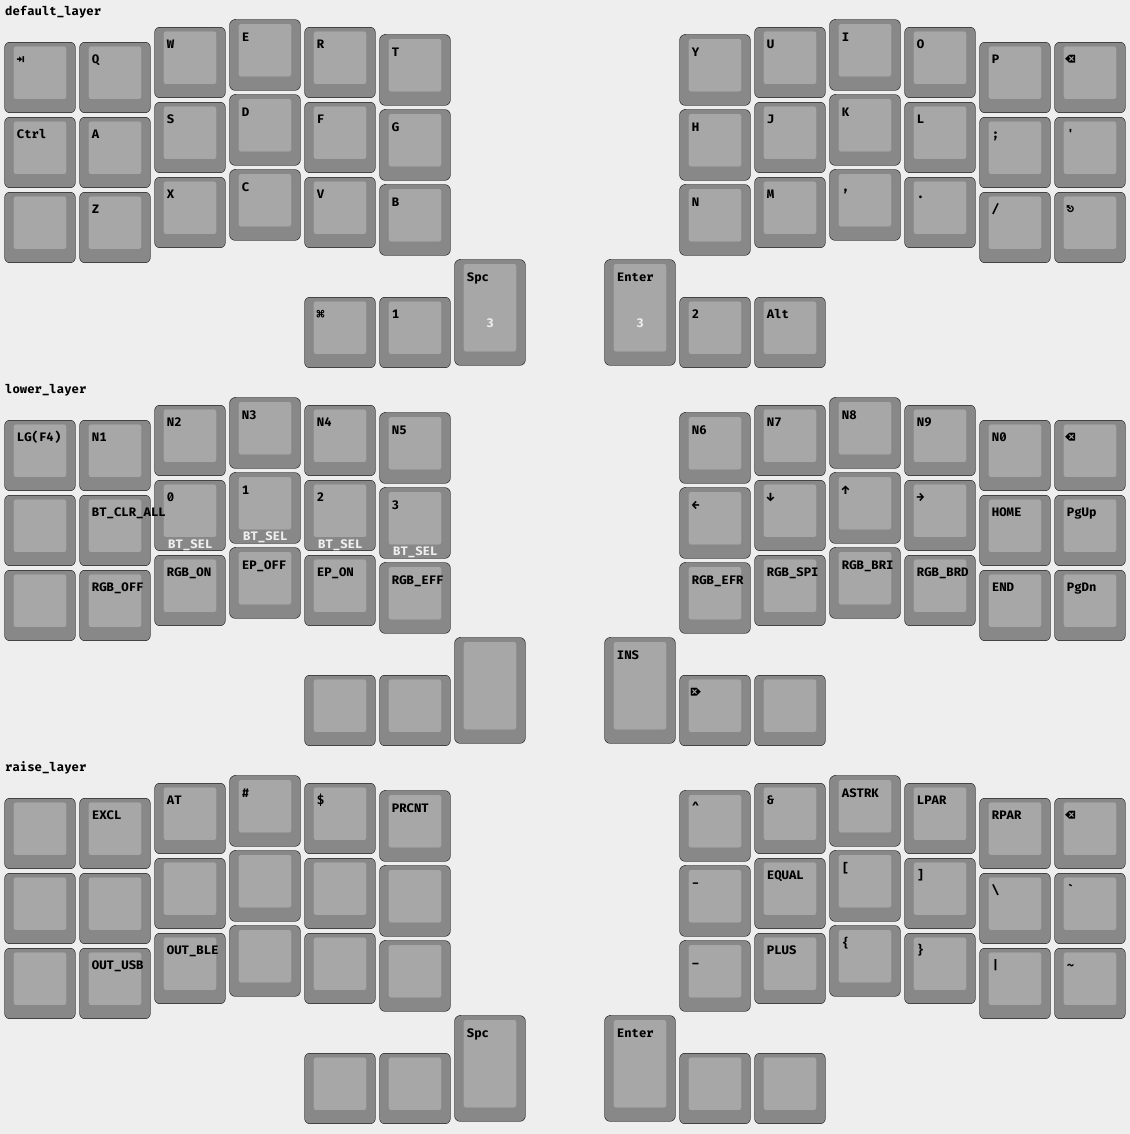 default_layer
⇥ Q W E R T Y U I O P ⌫
Ctrl A S D F G H J K L ; '
Z X C V B N M , . / ⎋
⌘ 1 Spc Enter 2 Alt
3 3
lower_layer
LG(F4) N1 N2 N3 N4 N5 N6 N7 N8 N9 N0 ⌫
BT_CLR_ALL 0 1 2 3 ← ↓ ↑ → HOME PgUp
BT_SEL BT_SEL BT_SEL BT_SEL
RGB_OFF RGB_ON EP_OFF EP_ON RGB_EFF RGB_EFR RGB_SPI RGB_BRI RGB_BRD END PgDn
INS ⌦
raise_layer
EXCL AT # $ PRCNT ^ & ASTRK LPAR RPAR ⌫
− EQUAL [ ] \ `
OUT_USB OUT_BLE − PLUS { } | ~
Spc Enter